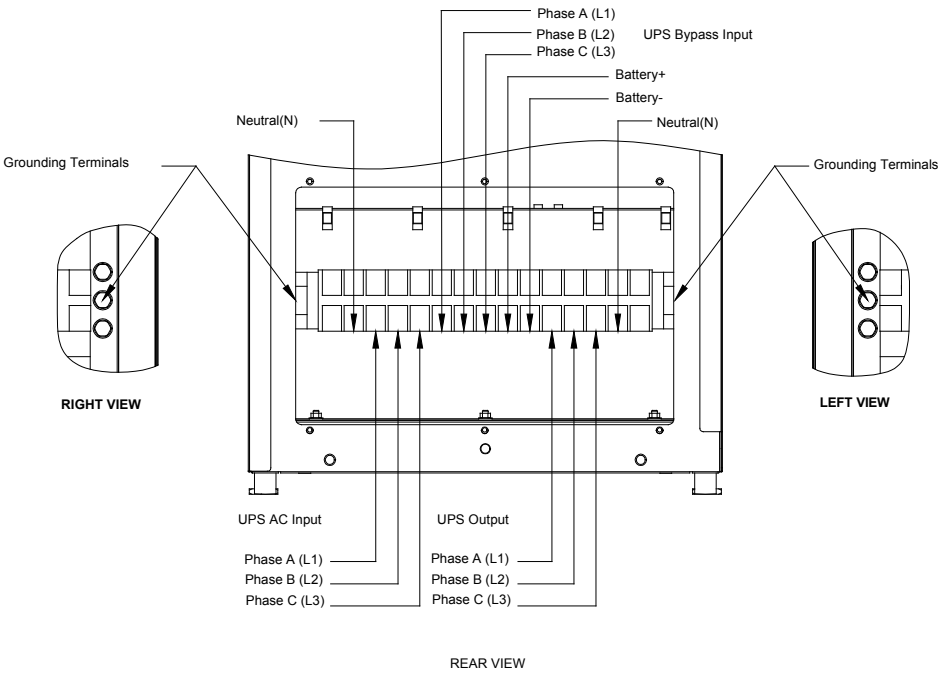 Phase A (L1)
Phase B (L2) UPS Bypass Input
Phase C (L3)
Battery+
Battery-
Neutral(N)
Neutral(N)
Grounding Terminals
Grounding Terminals
RIGHT VIEW
LEFT VIEW
UPS AC Input
Phase A (L1)
Phase B (L2)
Phase C (L3)
UPS Output
Phase A (L1)
Phase B (L2)
Phase C (L3)
REAR VIEW